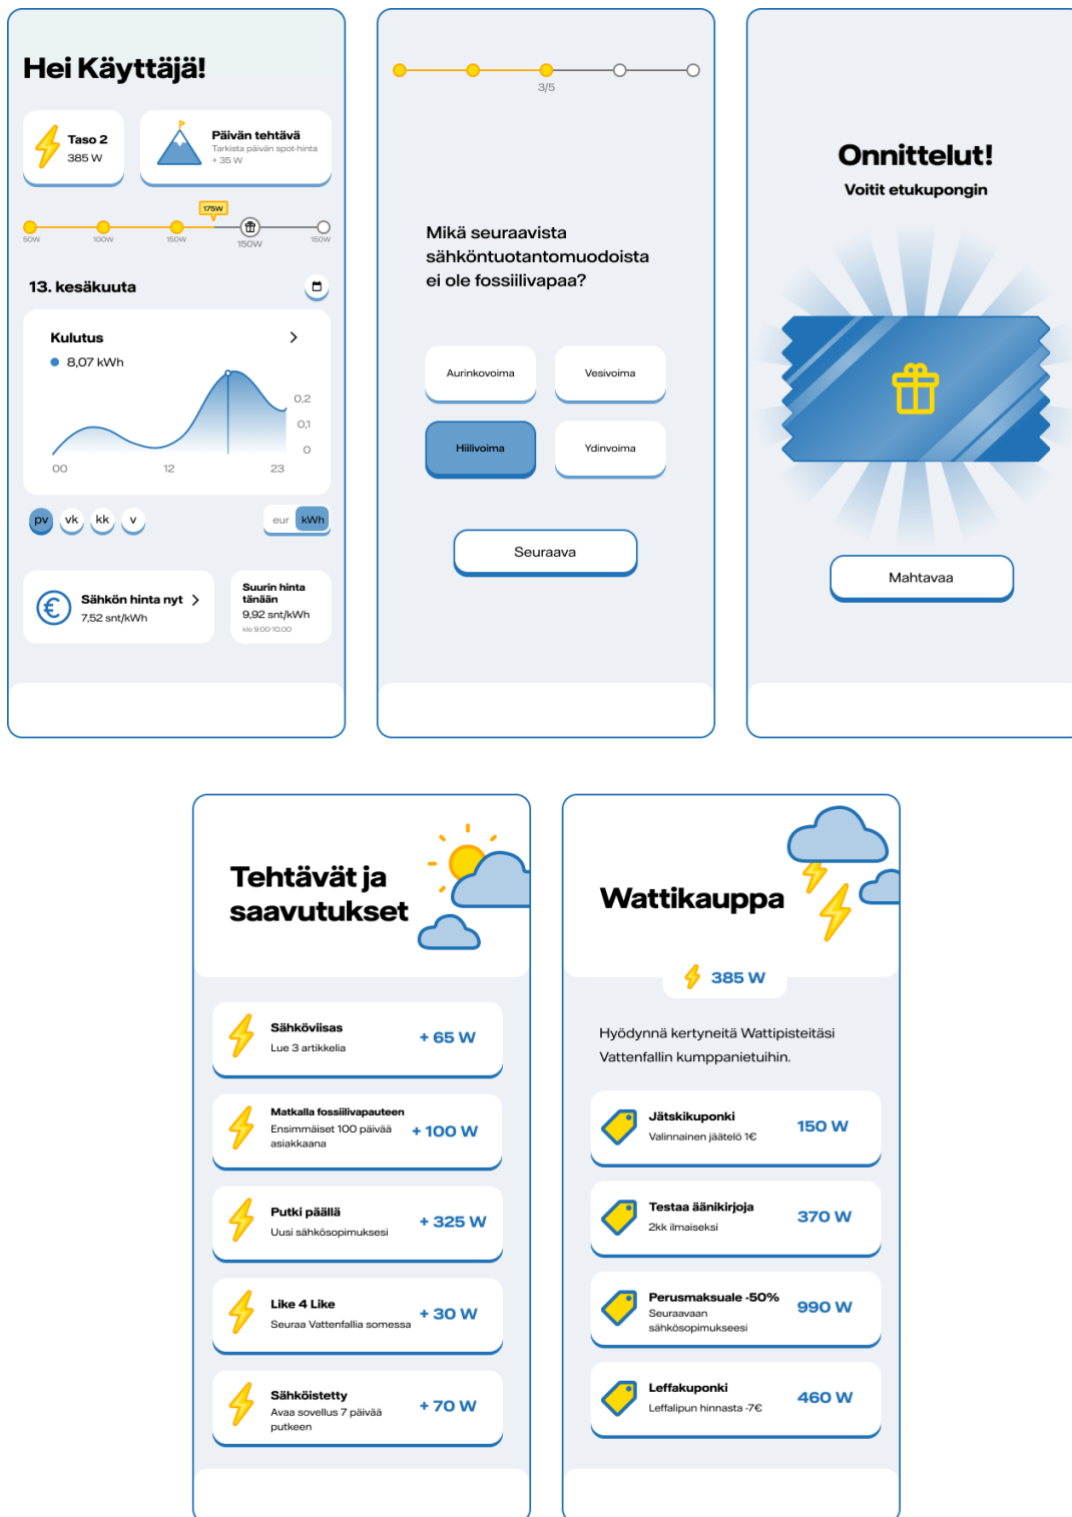 Hei Käyttäjä!
Taso 2
385 W
Päivän tehtävä
Tarkista päivän spot-hinta
+ 35 W
175W
50W
100W
150W
150W
150W
13. kesäkuuta
Kulutus
8,07 kWh
0,2
0,1
0
00
12
23
pv
vk
kk
v
eur
kWh
Sähkön hinta nyt
7,52 snt/kWh
Suurin hinta
tänään
9,92 snt/kWh
klo 9.00-10.00
3/5
Mikä seuraavista
sähköntuotantomuodoista
ei ole fossiilivapaa?
Aurinkovoima
Vesivoima
Hiilivoima
Ydinvoima
Seuraava
Onnittelut!
Voitit etukupongin
Mahtavaa
Tehtävät ja
saavutukset
Sähköviisas
Lue 3 artikkelia
+ 65 W
Matkalla fossiilivapauteen
Ensimmäiset 100 päivää
asiakkaana
+ 100 W
Putki päällä
Uusi sähkösopimuksesi
+ 325 W
Like 4 Like
Seuraa Vattenfallia somessa
+ 30 W
Sähköistetty
Avaa sovellus 7 päivää
putkeen
+ 70 W
Wattikauppa
385 W
Hyödynnä kertyneitä Wattipisteitäsi
Vattenfallin kumppanietuihin.
Jätskikuponki
Valinnainen jäätelö 1€
150 W
Testaa äänikirjoja
2kk ilmaiseksi
370 W
Perusmaksuale -50%
Seuraavaan
sähkösopimukseesi
990 W
Leffakuponki
Leffalipun hinnasta -7€
460 W